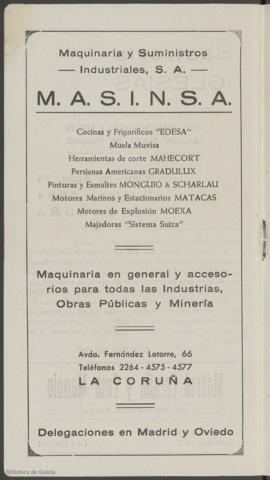 Maquinaria y Suministros
— Industriales, S. A. —
M. A. S. I. N. S. A.
Cocinas y Frigoríficos "EDESA"
Muela Muvisa
Herramientas de corte MAHECORT
Persianas Americanas GRADULUX
Pinturas y Esmaltes MONGUIO & SCHARLAU
Motores Marinos y Estacionarios MATACAS
Motores de Explosión MOEXA
Majadoras "Sistema Suiza"
Maquinaria en general y acceso-
rios para todas las Industrias,
Obras Públicas y Minería
Avda. Fernández Latorre, 66
Teléfonos 2264 - 4575 - 4577
LA CORUÑA
Delegaciones en Madrid y Oviedo
Biblioteca de Galicia